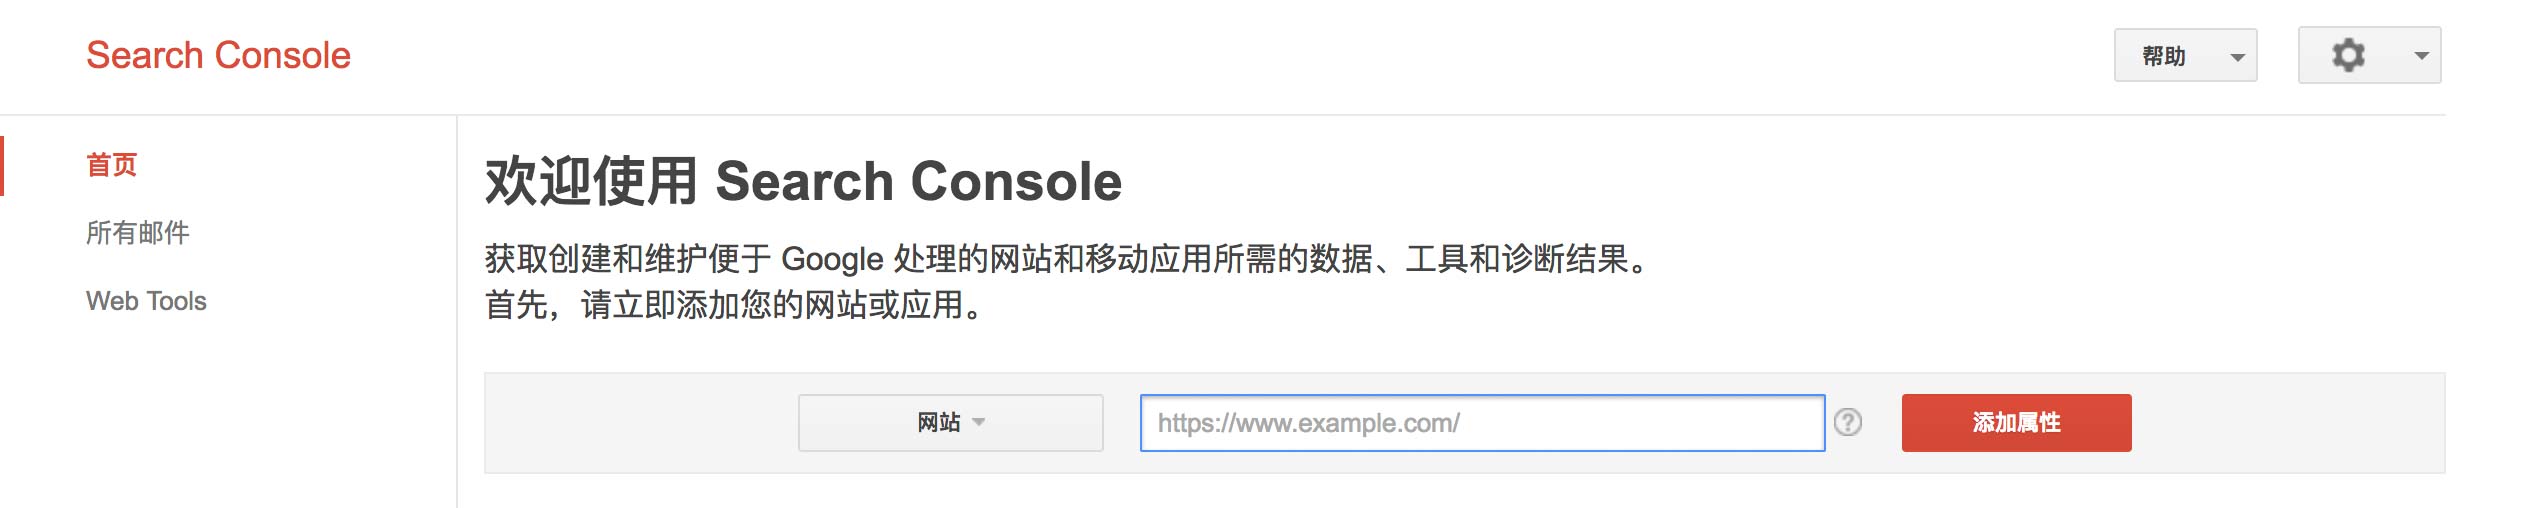 Search Console
帮助
首页
所有邮件
Web Tools
欢迎使用 Search Console
获取创建和维护便于 Google 处理的网站和移动应用所需的数据、工具和诊断结果。
首先，请立即添加您的网站或应用。
网站
https://www.example.com/
?
添加属性